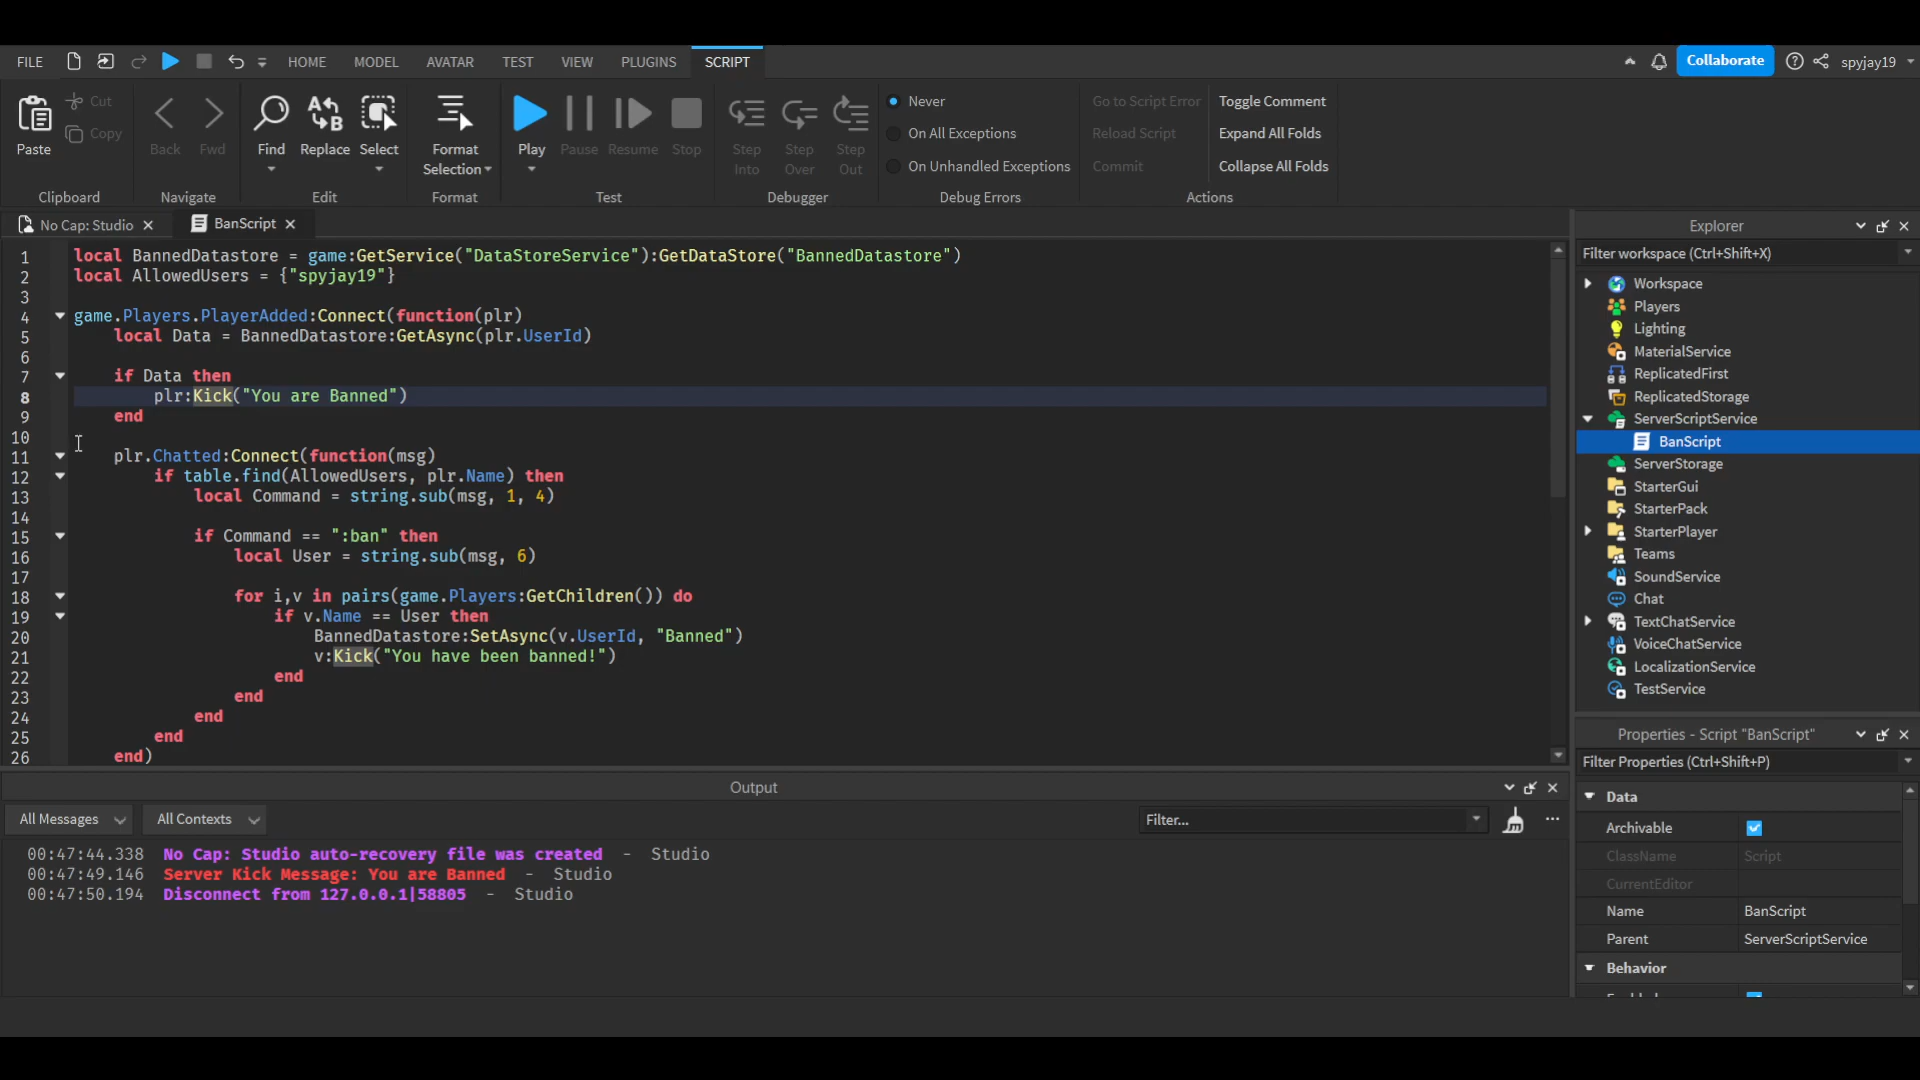 FILE HOME MODEL AVATAR TEST VIEW PLUGINS SCRIPT Collaborate spyjay19
Paste Cut Copy Back Fwd Find Replace Select Format Selection Play Pause Resume Stop Step Into Step Over Step Out
Never
On All Exceptions
On Unhandled Exceptions
Go to Script Error
Reload Script
Commit
Toggle Comment
Expand All Folds
Collapse All Folds
Clipboard Navigate Edit Format Test Debugger Debug Errors Actions
No Cap: Studio BanScript
1 local BannedDatastore = game:GetService("DataStoreService"):GetDataStore("BannedDatastore")
2 local AllowedUsers = {"spyjay19"}
3
4 game.Players.PlayerAdded:Connect(function(plr)
5 local Data = BannedDatastore:GetAsync(plr.UserId)
6
7 if Data then
8 plr:Kick("You are Banned")
9 end
10
11 plr.Chatted:Connect(function(msg)
12 if table.find(AllowedUsers, plr.Name) then
13 local Command = string.sub(msg, 1, 4)
14
15 if Command == ":ban" then
16 local User = string.sub(msg, 6)
17
18 for i,v in pairs(game.Players:GetChildren()) do
19 if v.Name == User then
20 BannedDatastore:SetAsync(v.UserId, "Banned")
21 v:Kick("You have been banned!")
22 end
23 end
24 end
25 end
26 end)
Explorer
Filter workspace (Ctrl+Shift+X)
Workspace
Players
Lighting
MaterialService
ReplicatedFirst
ReplicatedStorage
ServerScriptService
BanScript
ServerStorage
StarterGui
StarterPack
StarterPlayer
Teams
SoundService
Chat
TextChatService
VoiceChatService
LocalizationService
TestService
Properties - Script "BanScript"
Filter Properties (Ctrl+Shift+P)
Data
Archivable
ClassName Script
CurrentEditor
Name BanScript
Parent ServerScriptService
Behavior
Output
All Messages All Contexts Filter...
00:47:44.338 No Cap: Studio auto-recovery file was created - Studio
00:47:49.146 Server Kick Message: You are Banned - Studio
00:47:50.194 Disconnect from 127.0.0.1|58805 - Studio